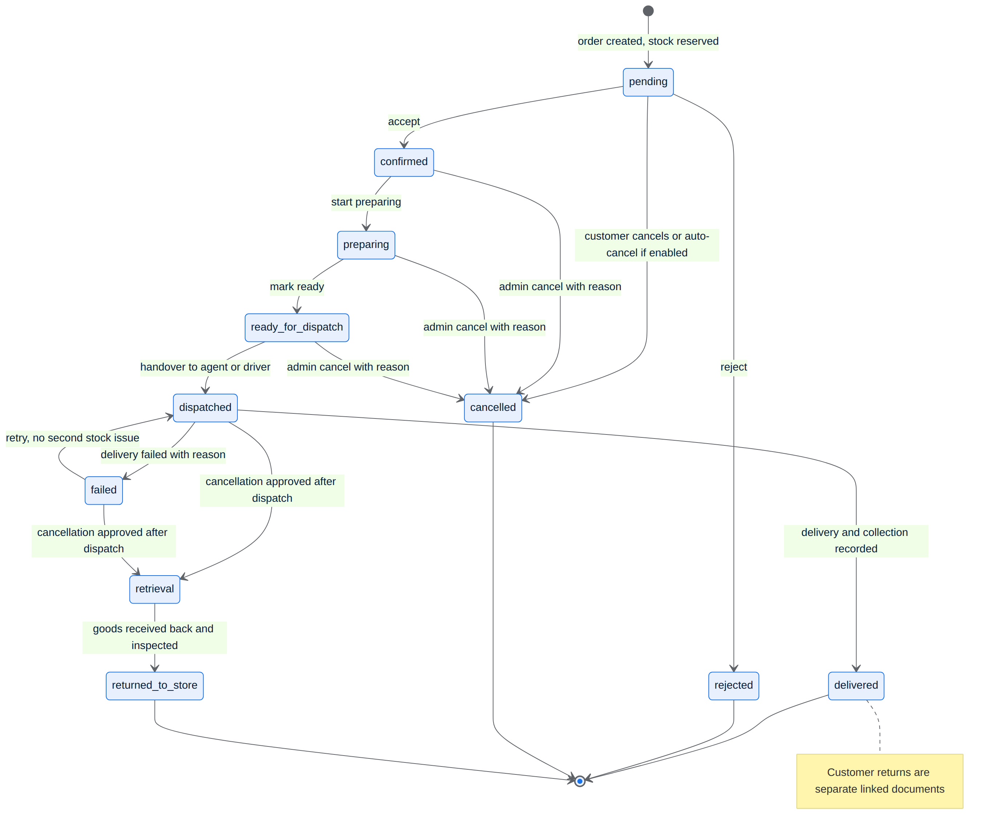 order created, stock reserved
pending
accept
confirmed
start preparing
customer cancels or auto-
cancel if enabled
preparing
mark ready
admin cancel with reason
ready_for_dispatch
admin cancel with reason
handover to agent or driver
admin cancel with reason
reject
dispatched
cancelled
retry, no second stock issue
delivery failed with reason
failed
cancellation approved after
dispatch
cancellation approved after
dispatch
delivery and collection
recorded
retrieval
goods received back and
inspected
returned_to_store
rejected
delivered
Customer returns are
separate linked documents